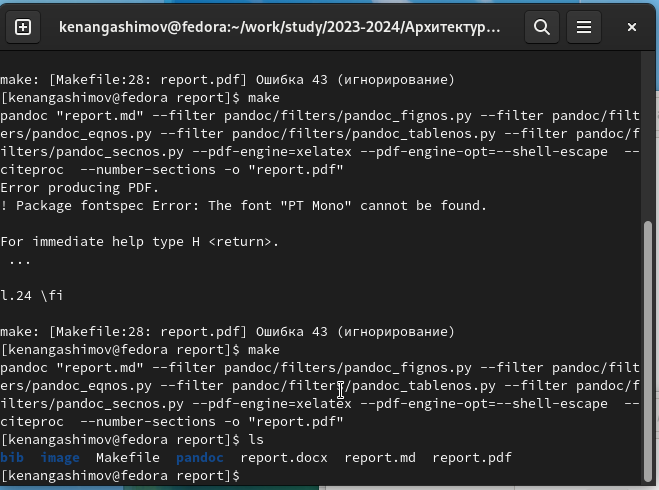 kenangashimov@fedora:~/work/study/2023-2024/Архитектур...
make: [Makefile:28: report.pdf] Ошибка 43 (игнорирование)
[kenangashimov@fedora report]$ make
pandoc "report.md" --filter pandoc/filters/pandoc_fignos.py --filter pandoc/filt
ers/pandoc_eqnos.py --filter pandoc/filters/pandoc_tablenos.py --filter pandoc/f
ilters/pandoc_secnos.py --pdf-engine=xelatex --pdf-engine-opt=--shell-escape  --
citeproc  --number-sections -o "report.pdf"
Error producing PDF.
! Package fontspec Error: The font "PT Mono" cannot be found.
For immediate help type H <return>.
 ...
l.24 \fi
make: [Makefile:28: report.pdf] Ошибка 43 (игнорирование)
[kenangashimov@fedora report]$ make
pandoc "report.md" --filter pandoc/filters/pandoc_fignos.py --filter pandoc/filt
ers/pandoc_eqnos.py --filter pandoc/filters/pandoc_tablenos.py --filter pandoc/f
ilters/pandoc_secnos.py --pdf-engine=xelatex --pdf-engine-opt=--shell-escape  --
citeproc  --number-sections -o "report.pdf"
[kenangashimov@fedora report]$ ls
bib  image  Makefile  pandoc  report.docx  report.md  report.pdf
[kenangashimov@fedora report]$